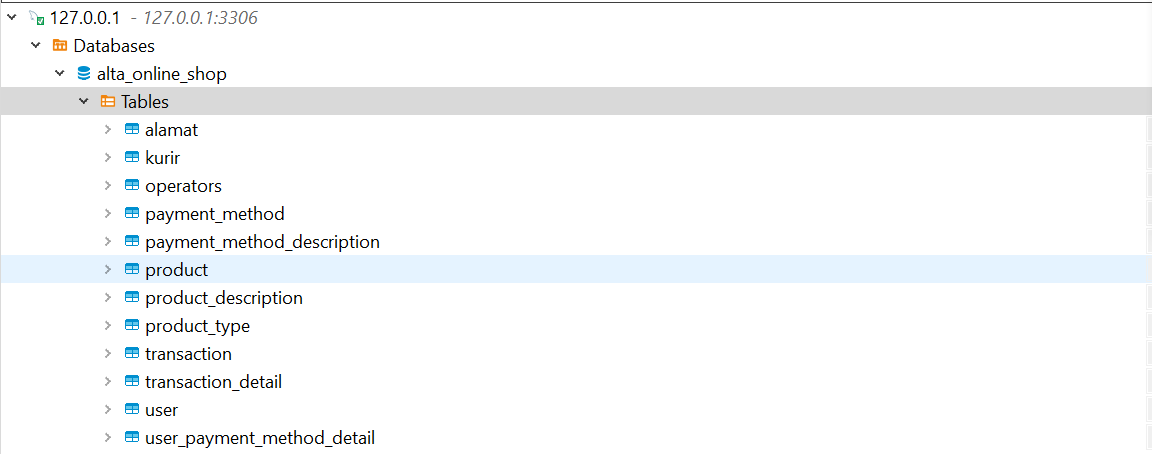 127.0.0.1 - 127.0.0.1:3306
Databases
alta_online_shop
Tables
alamat
kurir
operators
payment_method
payment_method_description
product
product_description
product_type
transaction
transaction_detail
user
user_payment_method_detail